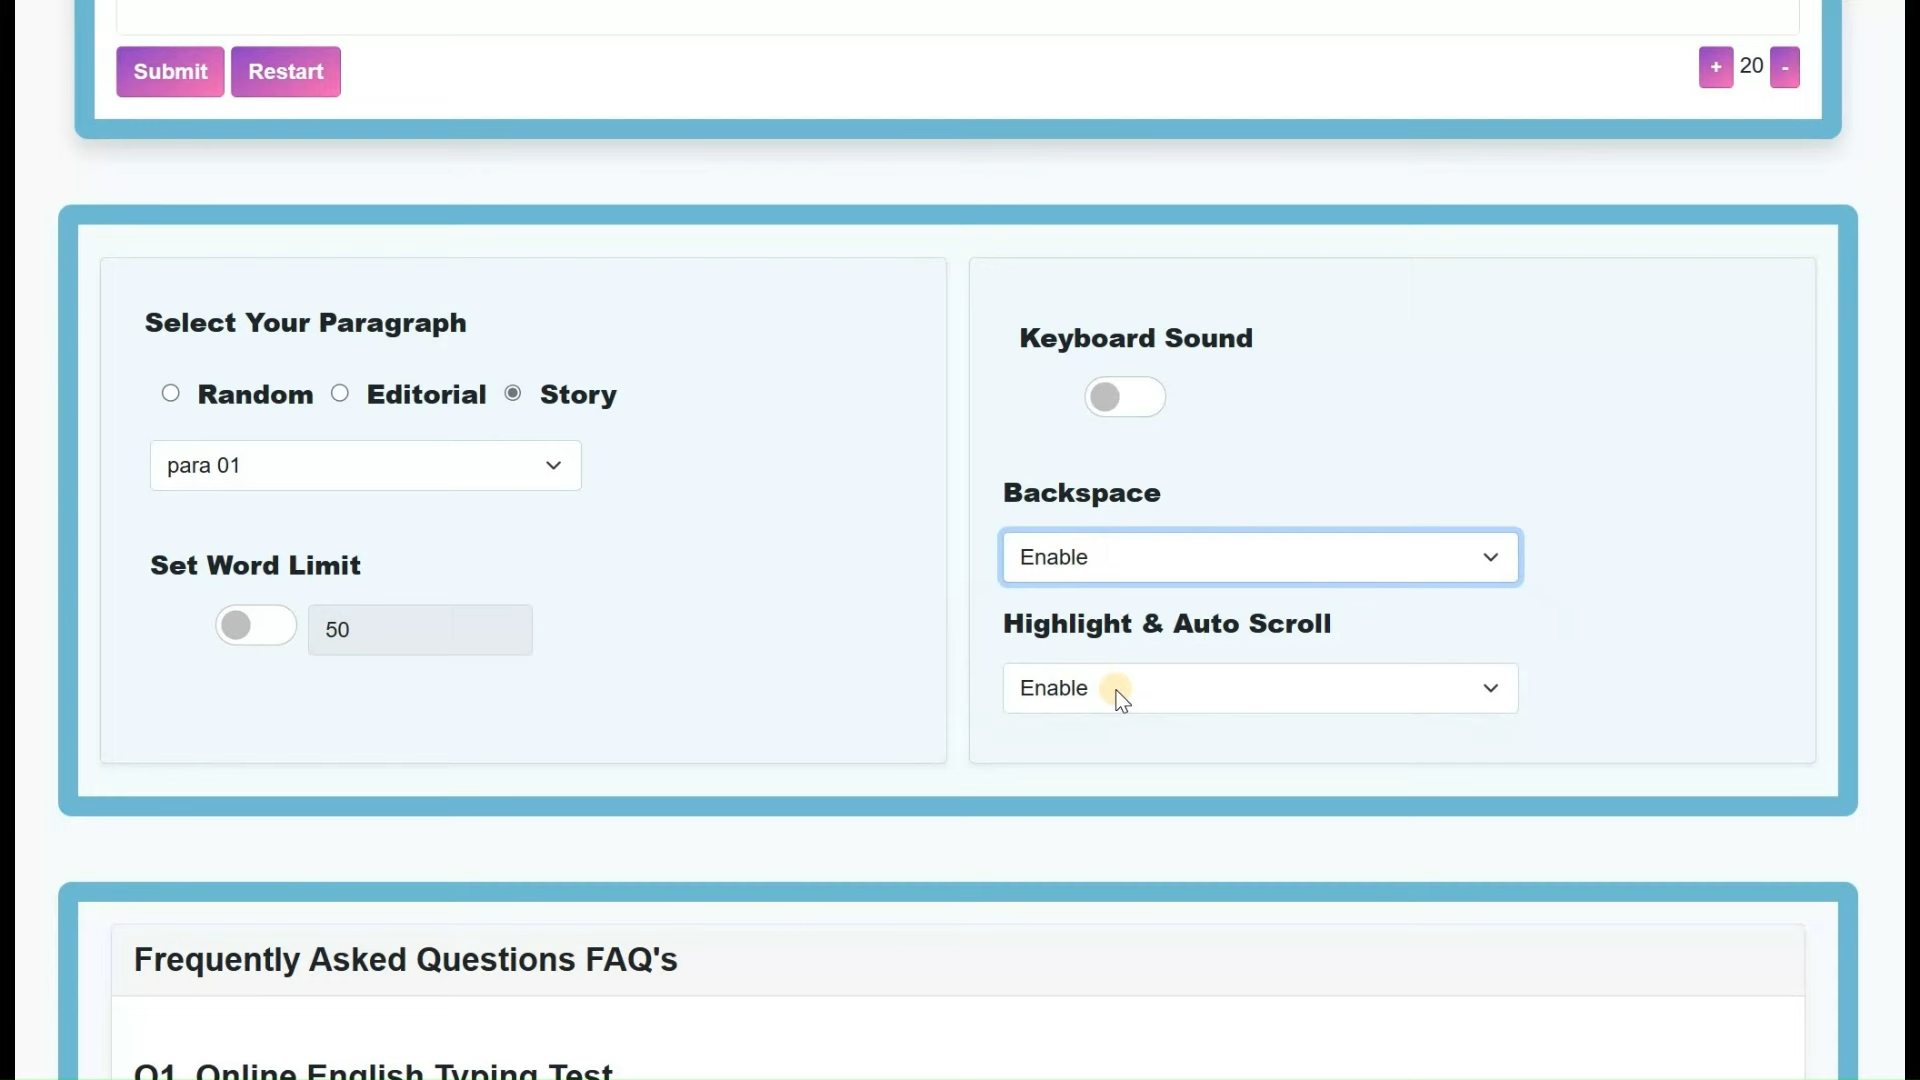 Submit Restart + 20 -
Select Your Paragraph
Random Editorial Story
para 01
Set Word Limit
50
Keyboard Sound
Backspace
Enable
Highlight & Auto Scroll
Enable
Frequently Asked Questions FAQ's
Q1. Online English Typing Test